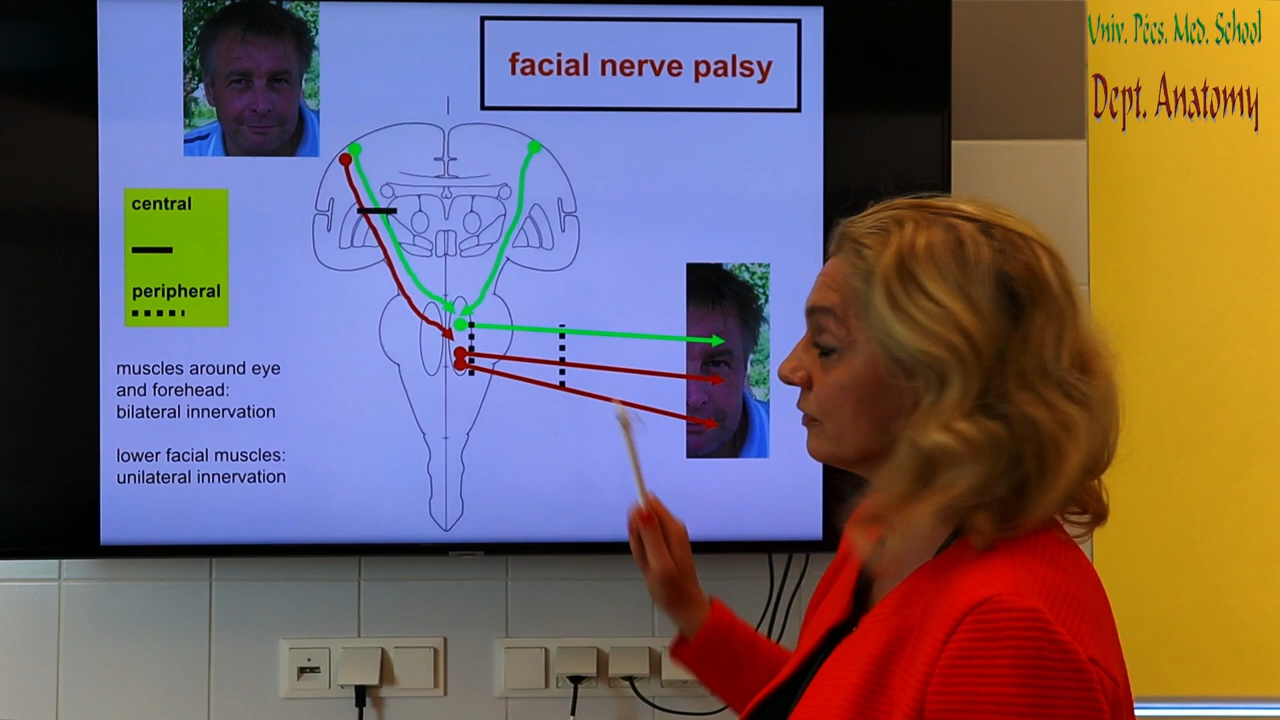 Univ. Pécs. Med. School
Dept. Anatomy
facial nerve palsy
central
peripheral
muscles around eye
and forehead:
bilateral innervation
lower facial muscles:
unilateral innervation